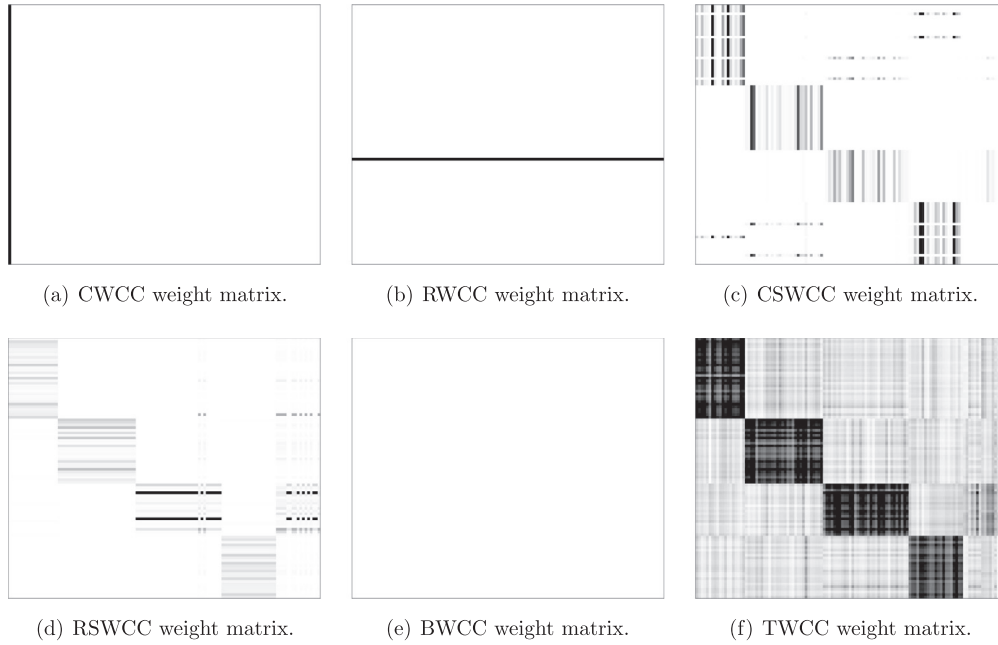 (a) CWCC weight matrix.
(b) RWCC weight matrix.
(c) CSWCC weight matrix.
(d) RSWCC weight matrix.
(e) BWCC weight matrix.
(f) TWCC weight matrix.